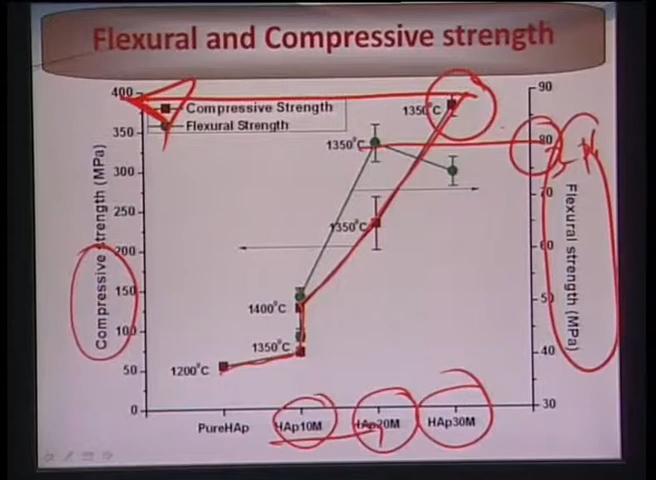 Flexural and Compressive strength
Compressive Strength
Flexural Strength
Compressive strength (MPa)
400
350
300
250
200
150
100
50
0
90
80
70
60
50
40
30
Flexural strength (MPa)
1350°C
1350°C
1350°C
1400°C
1350°C
1200°C
PureHAp
HAp10M
HAp20M
HAp30M